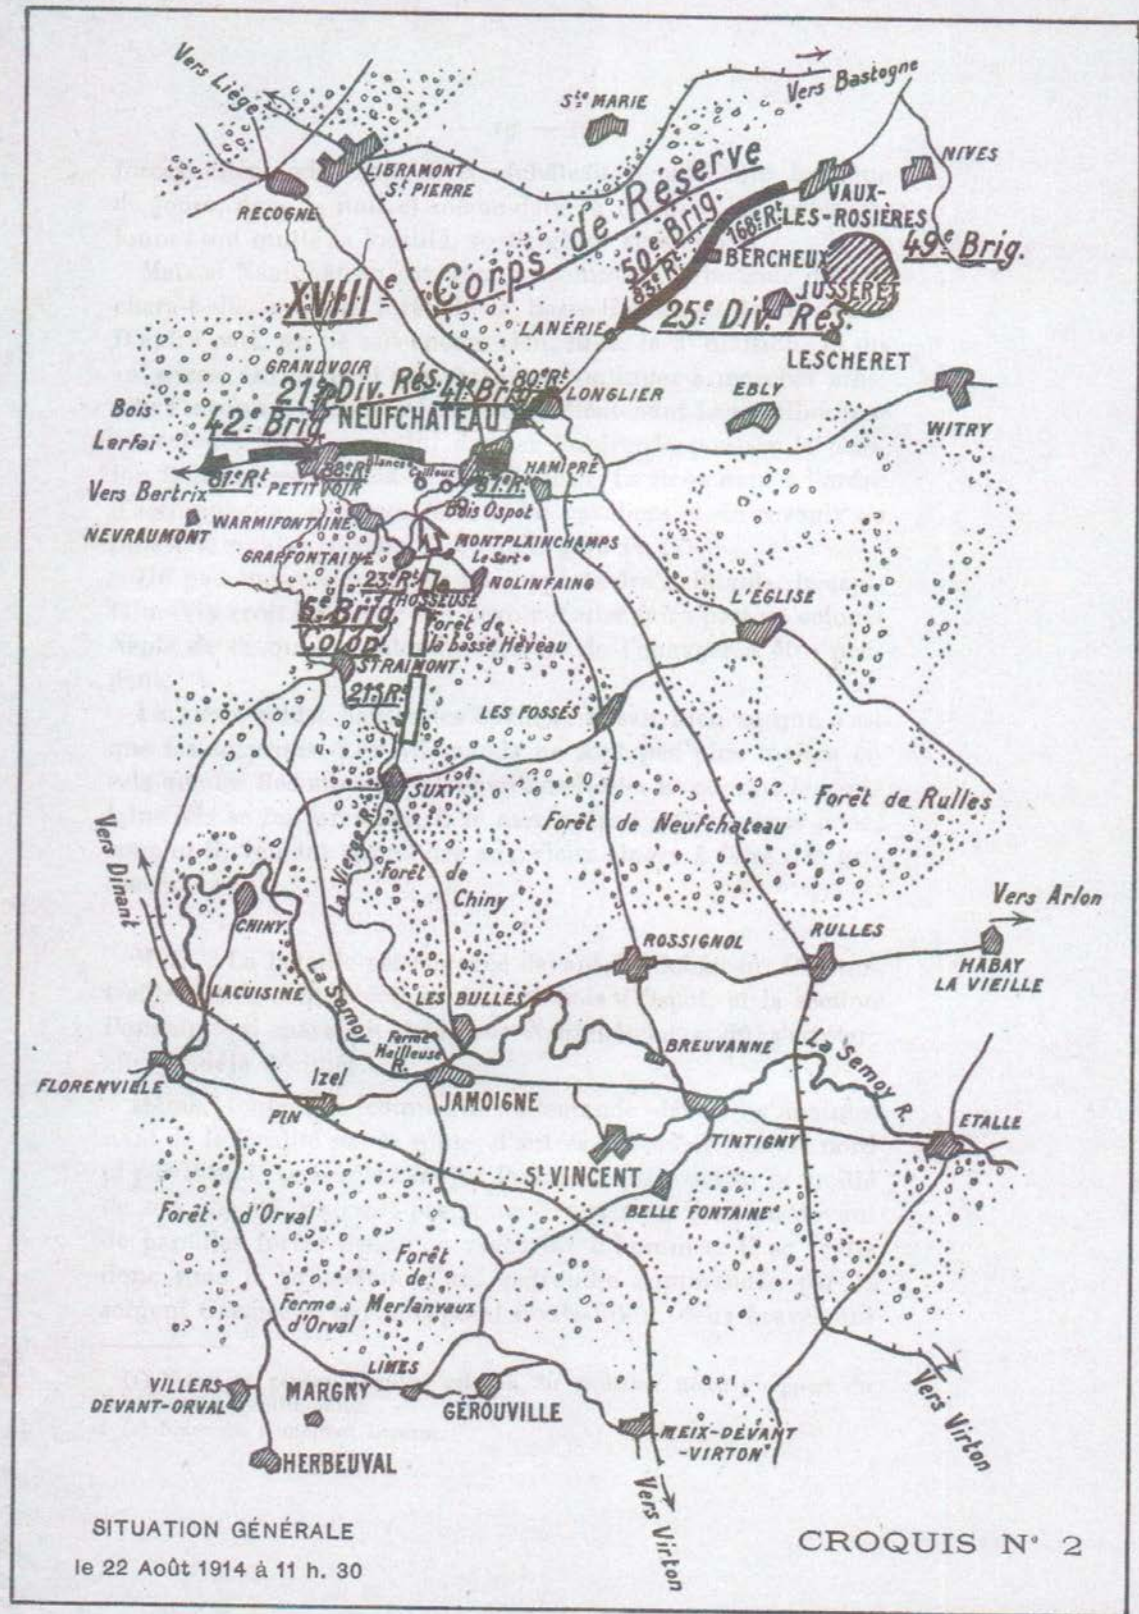 Vers Liège
Vers Bastogne
Ste MARIE
NIVES
LIBRAMONT
St PIERRE
RECOGNE
VAUX-
LES-ROSIÈRES
XVIIIe Corps de Réserve
50e Brig.
168e Rt
83e Rt
BERCHEUX
49e Brig.
JUSSERET
25e Div. Res.
LANÉRIE
LESCHERET
GRANDVOIR
21e Div. Rés.
41e Brig.
80e Rt
LONGLIER
EBLY
WITRY
Bois
Lerfai
42e Brig.
NEUFCHATEAU
81e Rt
88e Rt
Blancs Cailloux
87e Rt
HAMIPRÉ
Vers Bertrix
PETITVOIR
NEVRAUMONT
WARMIFONTAINE
Bois Ospot
MONTPLAINCHAMPS
GRAPFONTAINE
Le Sart
NOLINFAING
23e Rt
HOSSEUSE
L'ÉGLISE
5e Brig.
Colon.
Forêt de
la basse Héveau
STRAIMONT
21e Rt
LES FOSSÉS
SUXY
Forêt de Rulles
Forêt de Neufchateau
Vers Dinant
La Vierge R.
Forêt de
Chiny
Vers Arlon
CHINY
ROSSIGNOL
RULLES
HABAY
LA VIEILLE
LACUISINE
La Semoy
LES BULLES
Ferme
Hailleuse
R.
BREUVANNE
La Semoy R.
FLORENVILLE
Izel
PIN
JAMOIGNE
TINTIGNY
ETALLE
St VINCENT
BELLE FONTAINE
Forêt d'Orval
Forêt
de
Merlanvaux
Ferme
d'Orval
LIMES
VILLERS
DEVANT-ORVAL
MARGNY
GÉROUVILLE
MEIX-DEVANT
-VIRTON
HERBEUVAL
Vers Virton
Vers Virton
SITUATION GÉNÉRALE
le 22 Août 1914 à 11 h. 30
CROQUIS N° 2